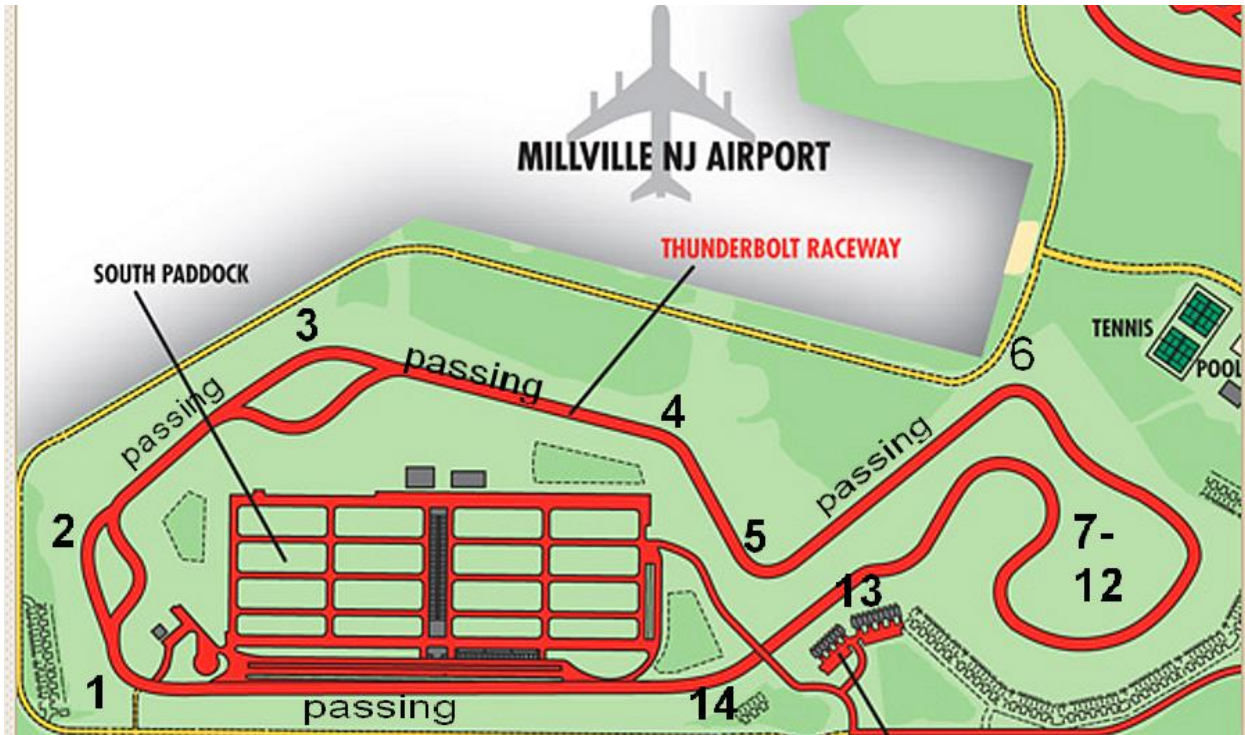 MILLVILLE NJ AIRPORT
THUNDERBOLT RACEWAY
SOUTH PADDOCK
3
passing
passing
4
6
TENNIS
POOL
passing
2
5
7-
12
13
1
passing
14